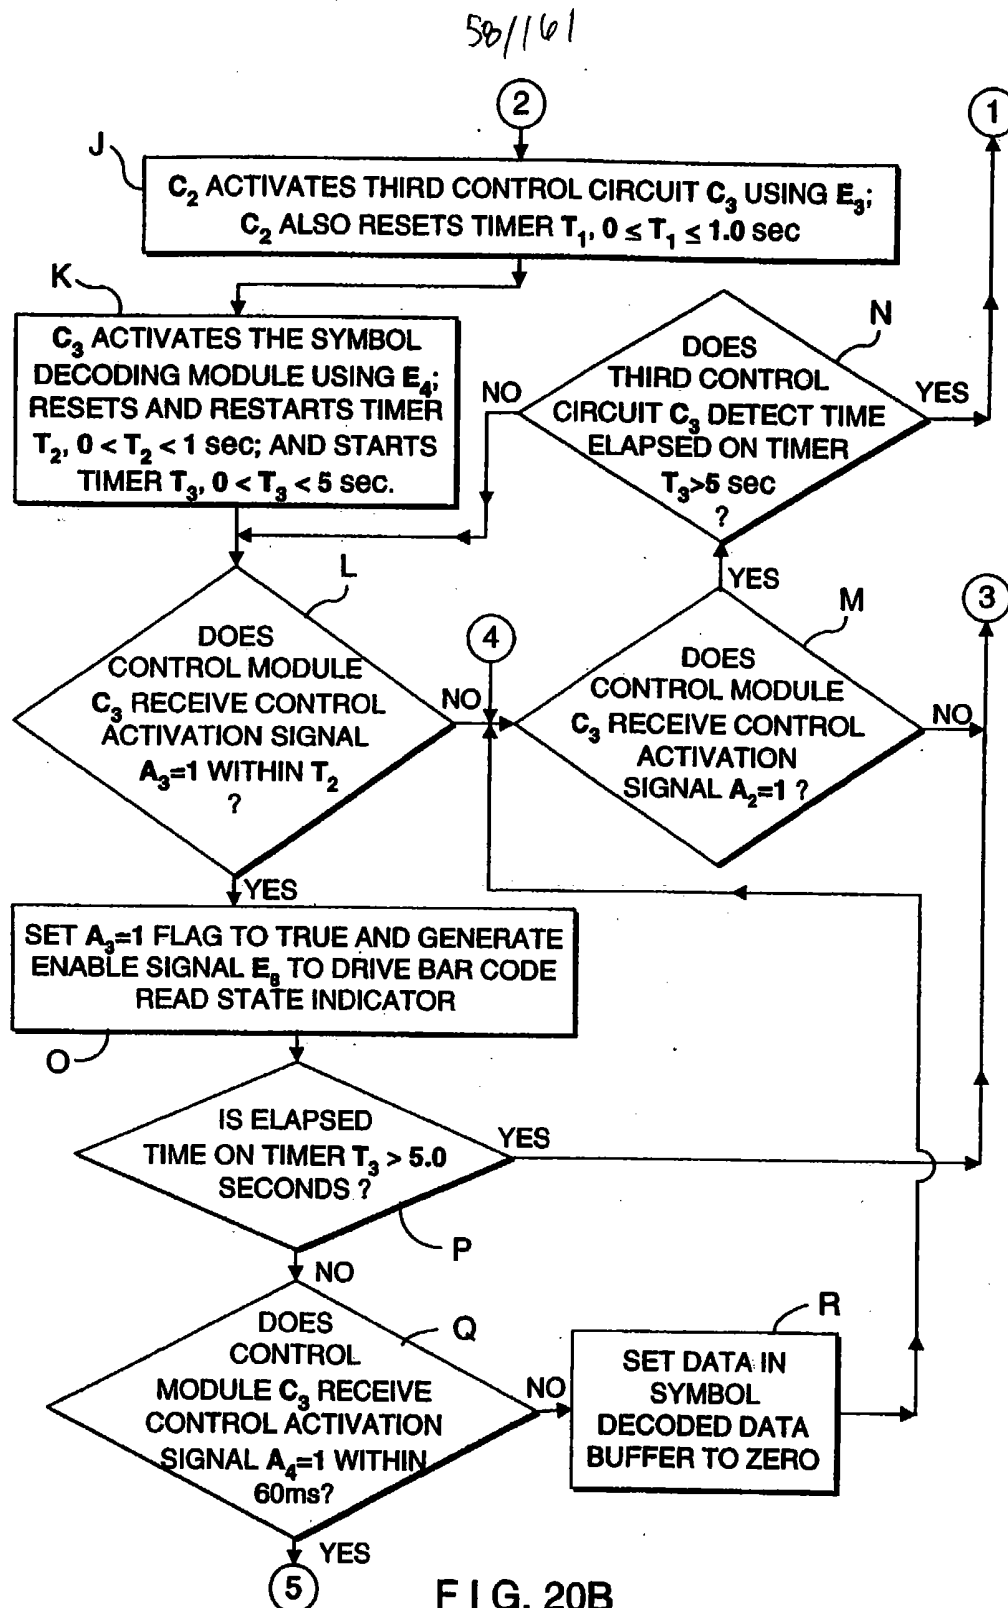 58/161
2
1
J
C₂ ACTIVATES THIRD CONTROL CIRCUIT C₃ USING E₃;
C₂ ALSO RESETS TIMER T₁, 0 ≤ T₁ ≤ 1.0 sec
K
C₃ ACTIVATES THE SYMBOL
DECODING MODULE USING E₄;
RESETS AND RESTARTS TIMER
T₂, 0 < T₂ < 1 sec; AND STARTS
TIMER T₃, 0 < T₃ < 5 sec.
N
DOES
THIRD CONTROL
CIRCUIT C₃ DETECT TIME
ELAPSED ON TIMER
T₃>5 sec
?
NO
YES
YES
L
DOES
CONTROL MODULE
C₃ RECEIVE CONTROL
ACTIVATION SIGNAL
A₃=1 WITHIN T₂
?
NO
YES
4
M
DOES
CONTROL MODULE
C₃ RECEIVE CONTROL
ACTIVATION
SIGNAL A₂=1 ?
NO
3
SET A₃=1 FLAG TO TRUE AND GENERATE
ENABLE SIGNAL E₈ TO DRIVE BAR CODE
READ STATE INDICATOR
O
IS ELAPSED
TIME ON TIMER T₃ > 5.0
SECONDS ?
YES
P
NO
DOES
CONTROL
MODULE C₃ RECEIVE
CONTROL ACTIVATION
SIGNAL A₄=1 WITHIN
60ms?
Q
NO
R
SET DATA IN
SYMBOL
DECODED DATA
BUFFER TO ZERO
YES
5
FIG. 20B